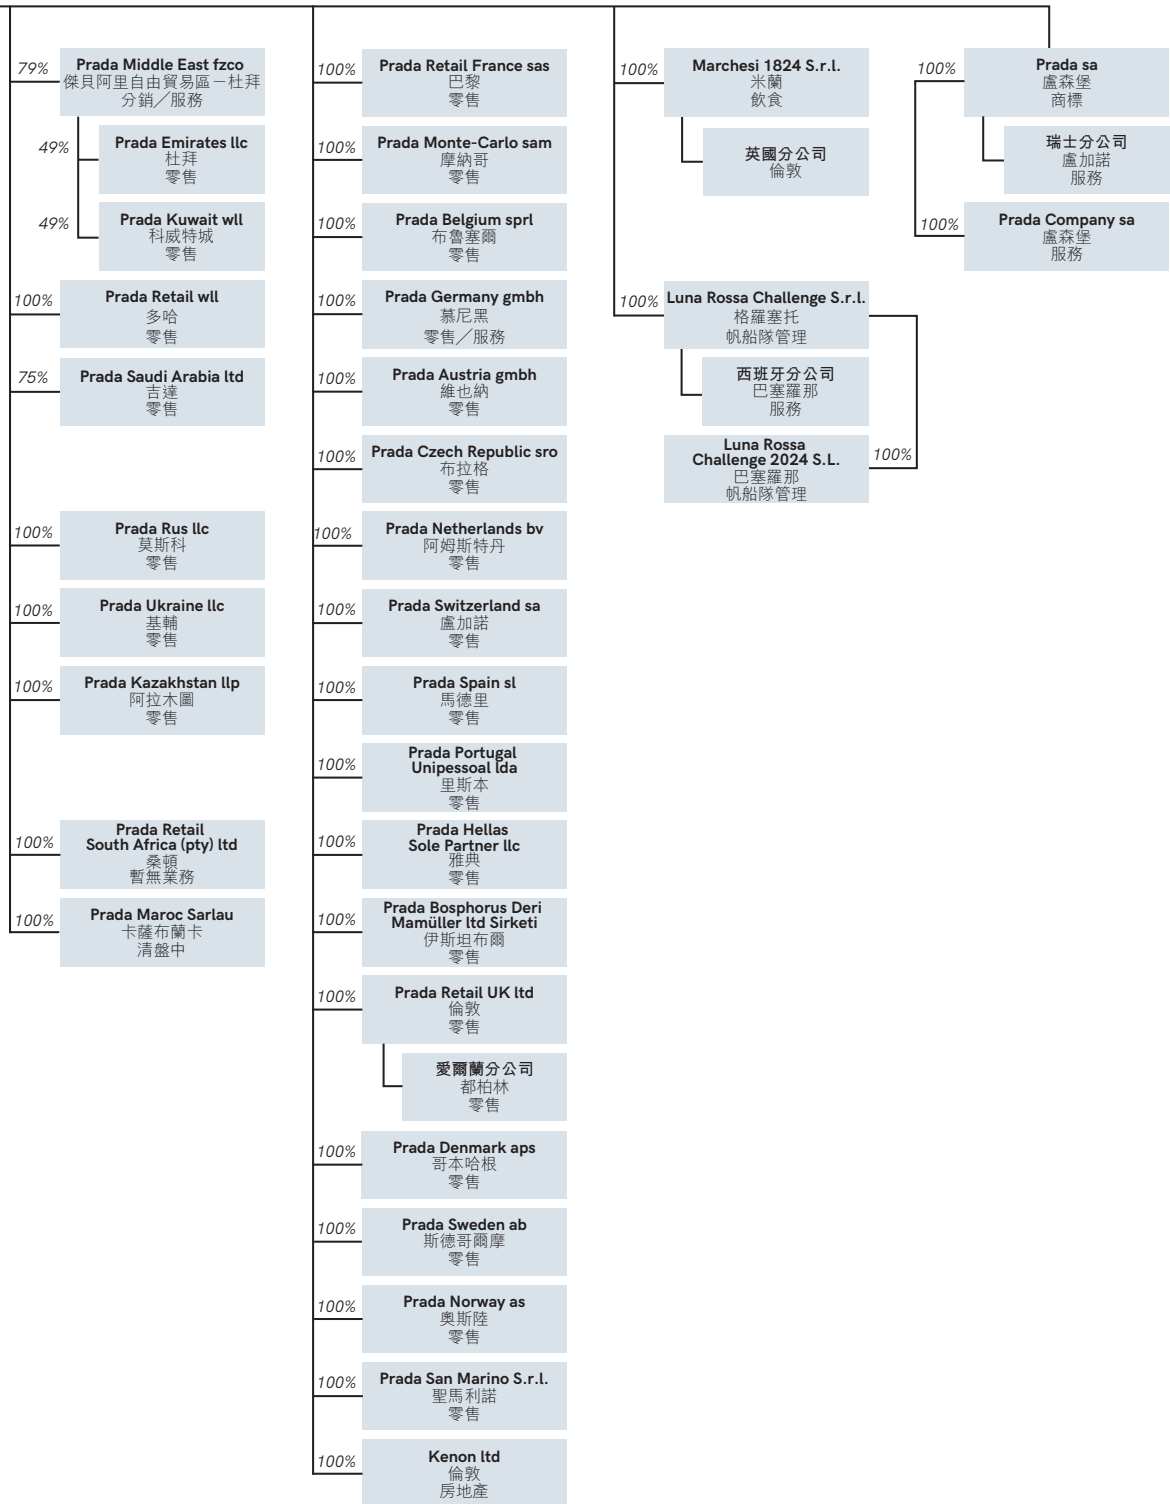 79%
Prada Middle East fzco
傑貝阿里自由貿易區－杜拜
分銷／服務
49%
Prada Emirates llc
杜拜
零售
49%
Prada Kuwait wll
科威特城
零售
100%
Prada Retail wll
多哈
零售
75%
Prada Saudi Arabia ltd
吉達
零售
100%
Prada Rus llc
莫斯科
零售
100%
Prada Ukraine llc
基輔
零售
100%
Prada Kazakhstan llp
阿拉木圖
零售
100%
Prada Retail
South Africa (pty) ltd
桑頓
暫無業務
100%
Prada Maroc Sarlau
卡薩布蘭卡
清盤中
100%
Prada Retail France sas
巴黎
零售
100%
Prada Monte-Carlo sam
摩納哥
零售
100%
Prada Belgium sprl
布魯塞爾
零售
100%
Prada Germany gmbh
慕尼黑
零售／服務
100%
Prada Austria gmbh
維也納
零售
100%
Prada Czech Republic sro
布拉格
零售
100%
Prada Netherlands bv
阿姆斯特丹
零售
100%
Prada Switzerland sa
盧加諾
零售
100%
Prada Spain sl
馬德里
零售
100%
Prada Portugal
Unipessoal lda
里斯本
零售
100%
Prada Hellas
Sole Partner llc
雅典
零售
100%
Prada Bosphorus Deri
Mamüller ltd Sirketi
伊斯坦布爾
零售
100%
Prada Retail UK ltd
倫敦
零售
愛爾蘭分公司
都柏林
零售
100%
Prada Denmark aps
哥本哈根
零售
100%
Prada Sweden ab
斯德哥爾摩
零售
100%
Prada Norway as
奧斯陸
零售
100%
Prada San Marino S.r.l.
聖馬利諾
零售
100%
Kenon ltd
倫敦
房地產
100%
Marchesi 1824 S.r.l.
米蘭
飲食
英國分公司
倫敦
100%
Luna Rossa Challenge S.r.l.
格羅塞托
帆船隊管理
西班牙分公司
巴塞羅那
服務
Luna Rossa
Challenge 2024 S.L.
巴塞羅那
帆船隊管理
100%
100%
Prada sa
盧森堡
商標
瑞士分公司
盧加諾
服務
100%
Prada Company sa
盧森堡
服務